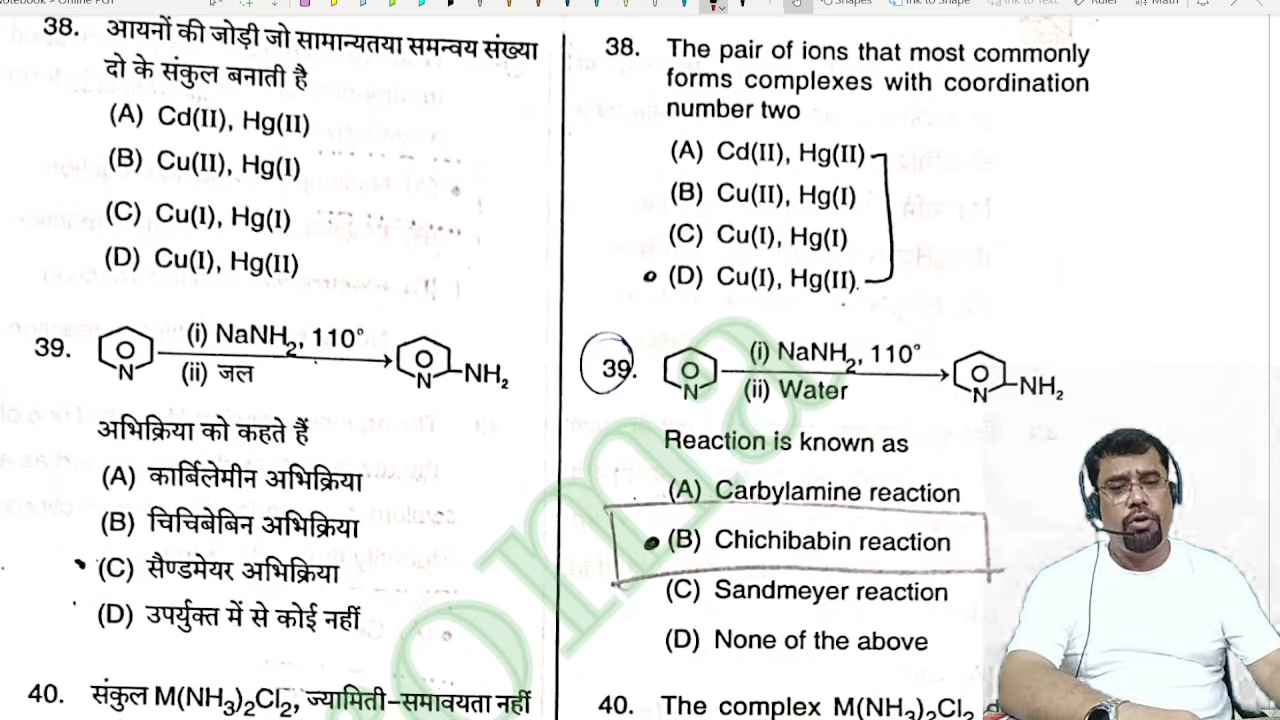 38. आयनों की जोड़ी जो सामान्यतया समन्वय संख्या
दो के संकुल बनाती है
(A) Cd(II), Hg(II)
(B) Cu(II), Hg(I)
(C) Cu(I), Hg(I)
(D) Cu(I), Hg(II)
39. N (i) NaNH₂, 110° N NH₂
(ii) जल
अभिक्रिया को कहते हैं
(A) कार्बिलेमीन अभिक्रिया
(B) चिचिबेबिन अभिक्रिया
(C) सैण्डमेयर अभिक्रिया
(D) उपर्युक्त में से कोई नहीं
40. संकुल M(NH₃)₂Cl₂, ज्यामिती-समावयता नहीं
38. The pair of ions that most commonly
forms complexes with coordination
number two
(A) Cd(II), Hg(II)
(B) Cu(II), Hg(I)
(C) Cu(I), Hg(I)
(D) Cu(I), Hg(II).
39. N (i) NaNH₂, 110° N NH₂
(ii) Water
Reaction is known as
(A) Carbylamine reaction
(B) Chichibabin reaction
(C) Sandmeyer reaction
(D) None of the above
40. The complex M(NH₃)₂Cl₂